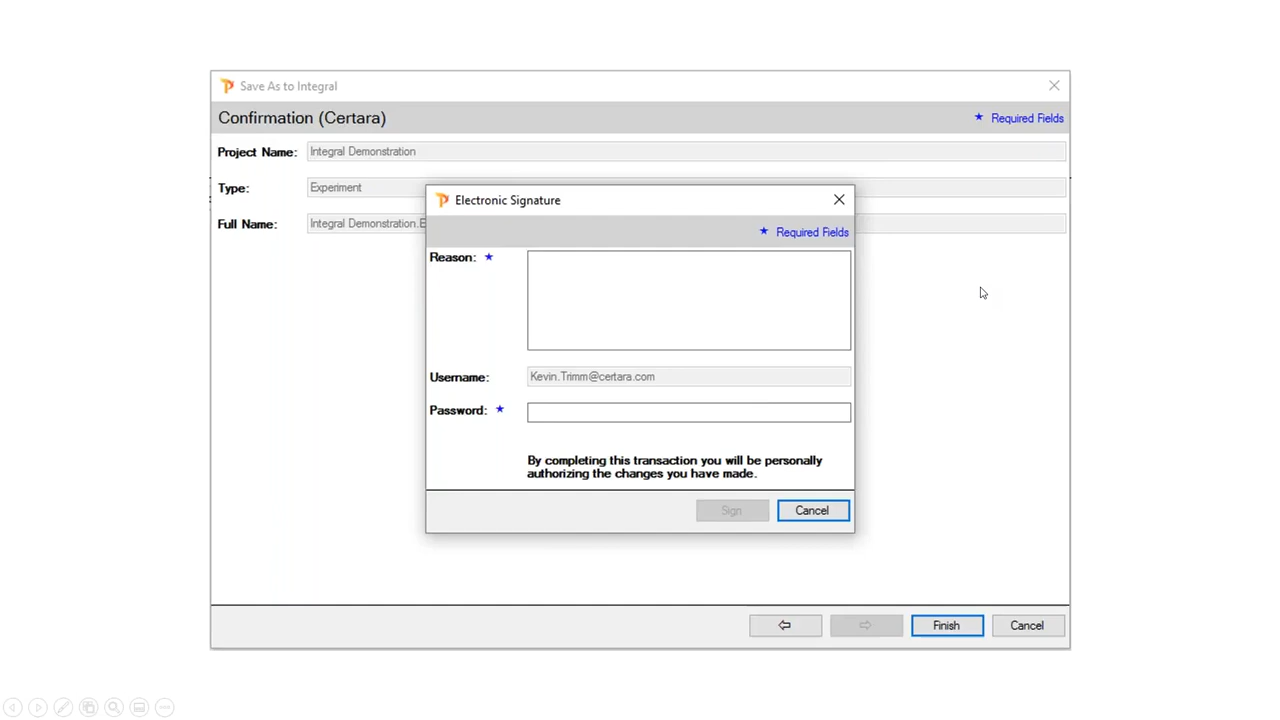 Save As to Integral
Confirmation (Certara)
★ Required Fields
Project Name: Integral Demonstration
Type: Experiment
Full Name: Integral Demonstration.E
Electronic Signature
★ Required Fields
Reason: ★
Username: Kevin.Trimm@certara.com
Password: ★
By completing this transaction you will be personally
authorizing the changes you have made.
Sign Cancel
Finish Cancel